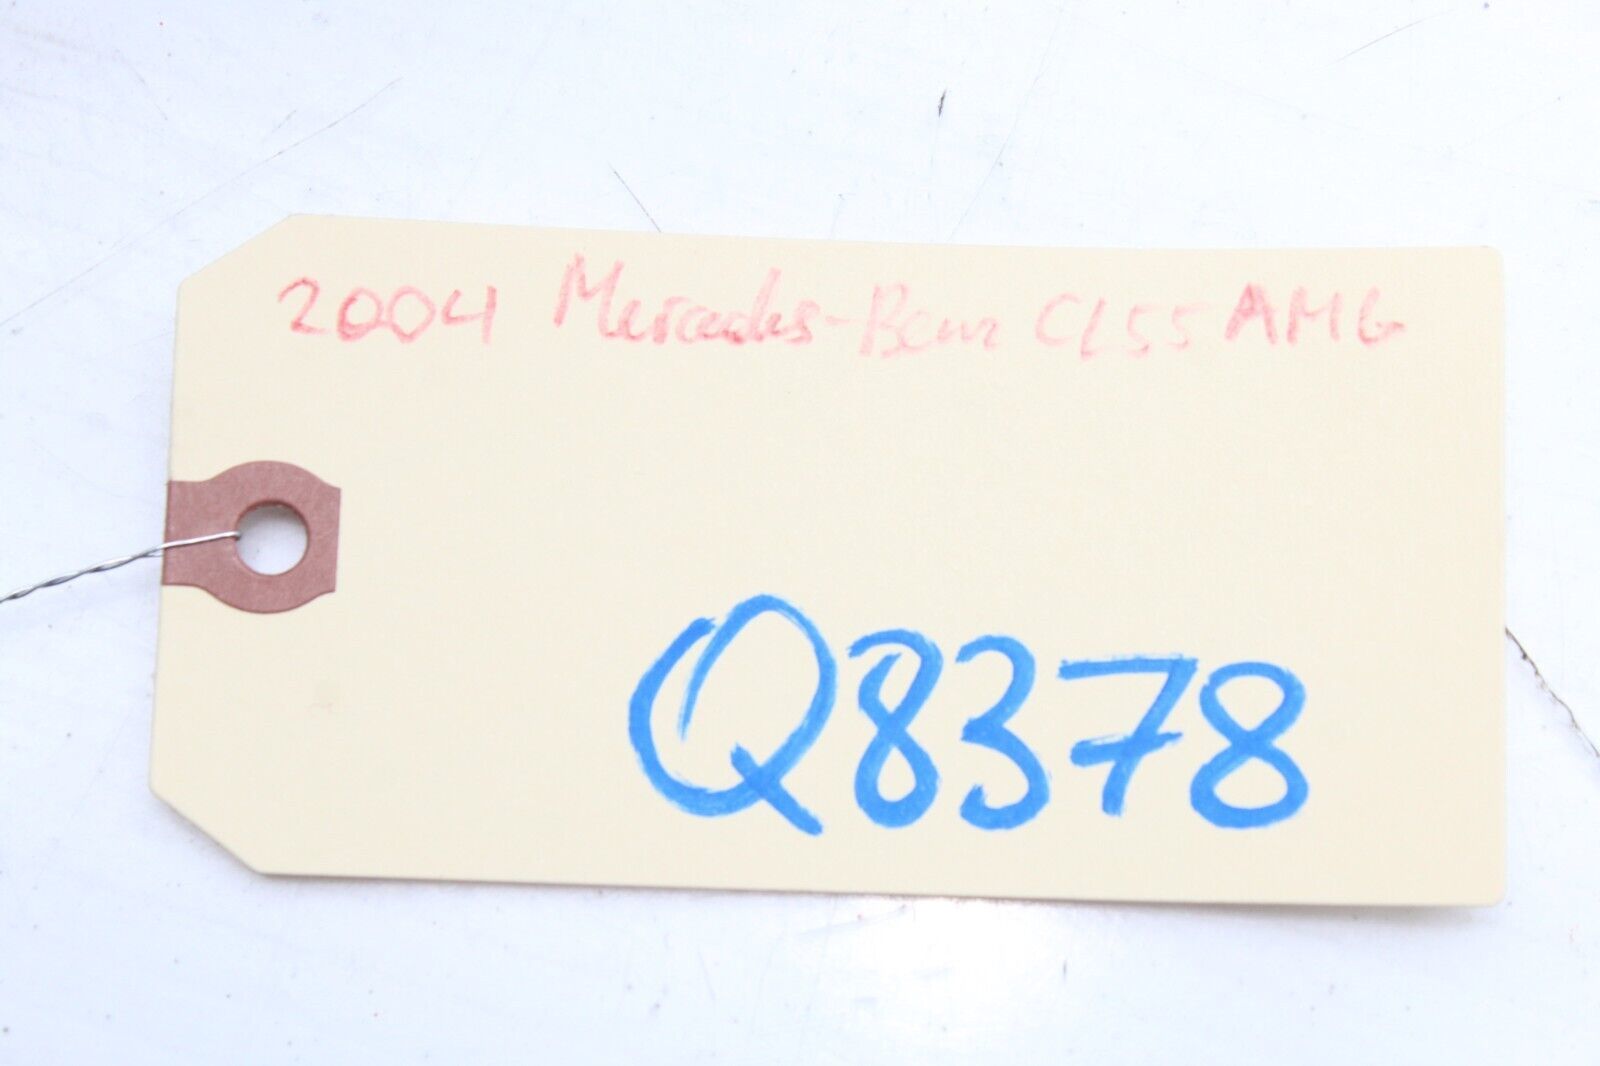 2004 Mercedes-Benz CL55 AMG
Q8378